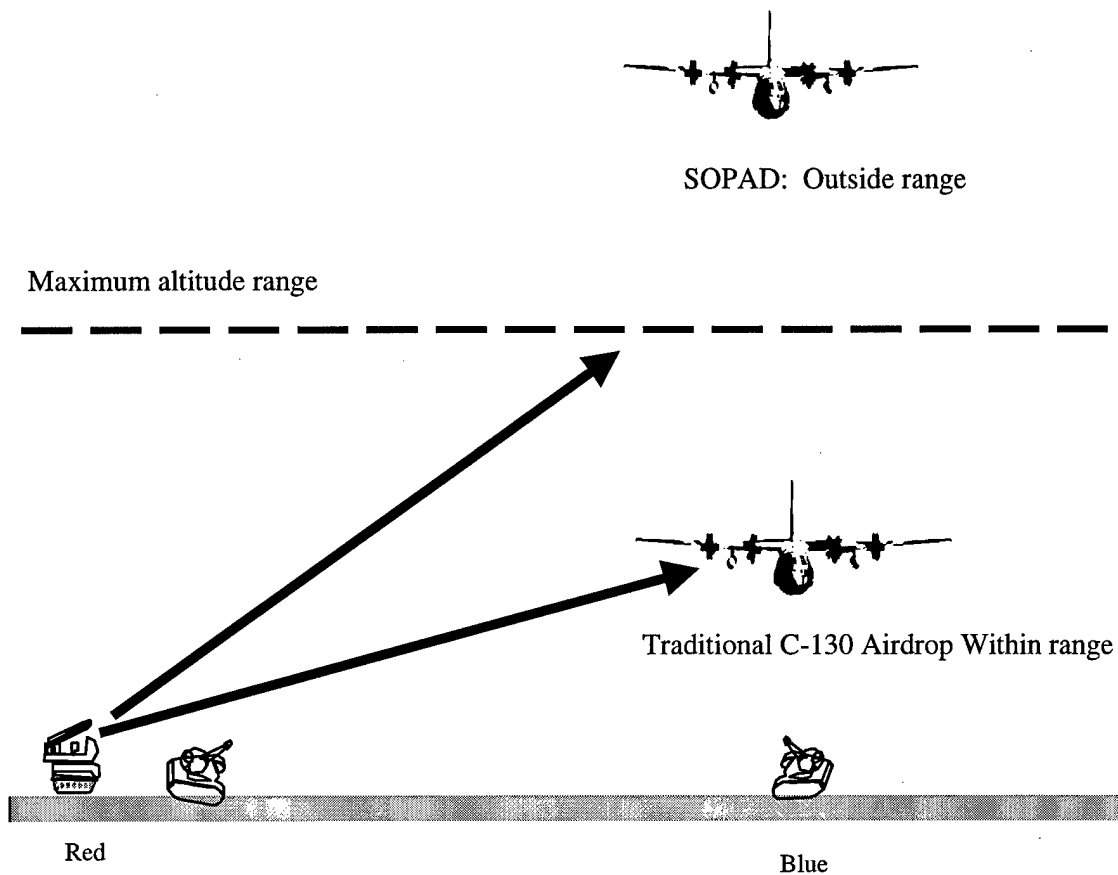 SOPAD: Outside range
Maximum altitude range
Traditional C-130 Airdrop Within range
Red
Blue